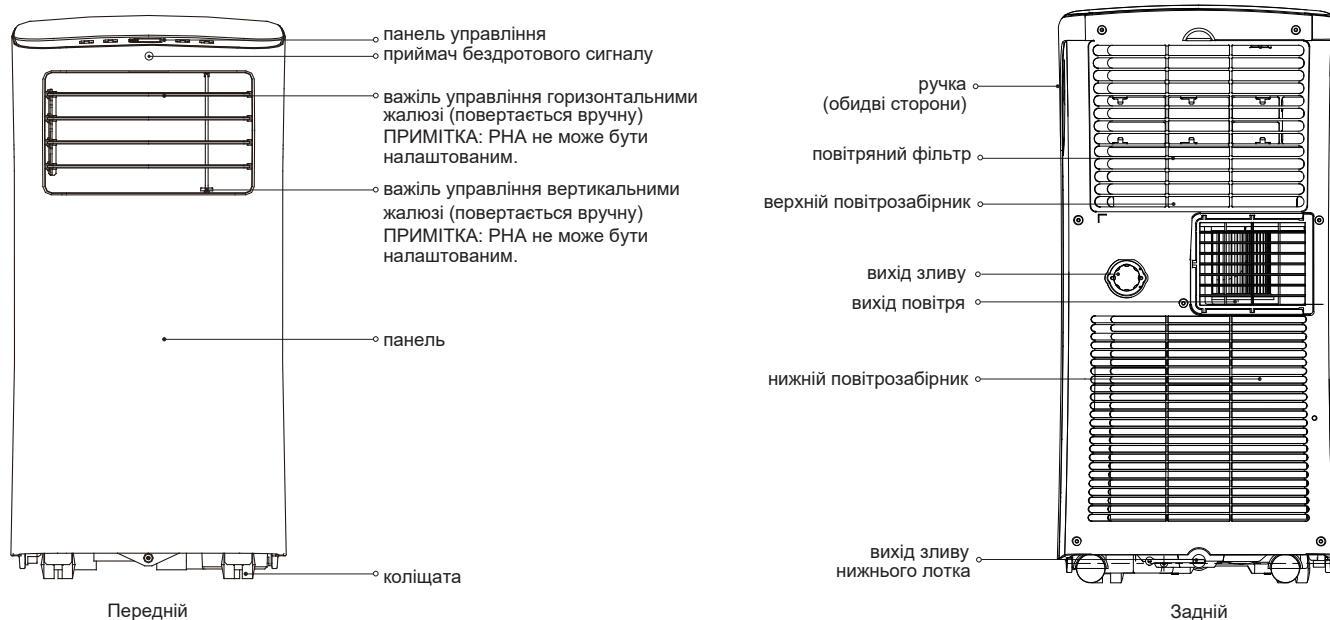 панель управління
приймач бездротового сигналу
важіль управління горизонтальними
жалюзі (повертається вручну)
ПРИМІТКА: РНА не може бути
налаштованим.
важіль управління вертикальними
жалюзі (повертається вручну)
ПРИМІТКА: РНА не може бути
налаштованим.
панель
коліщата
Передній
ручка
(обидві сторони)
повітряний фільтр
верхній повітрозабірник
вихід зливу
вихід повітря
нижній повітрозабірник
вихід зливу
нижнього лотка
Задній